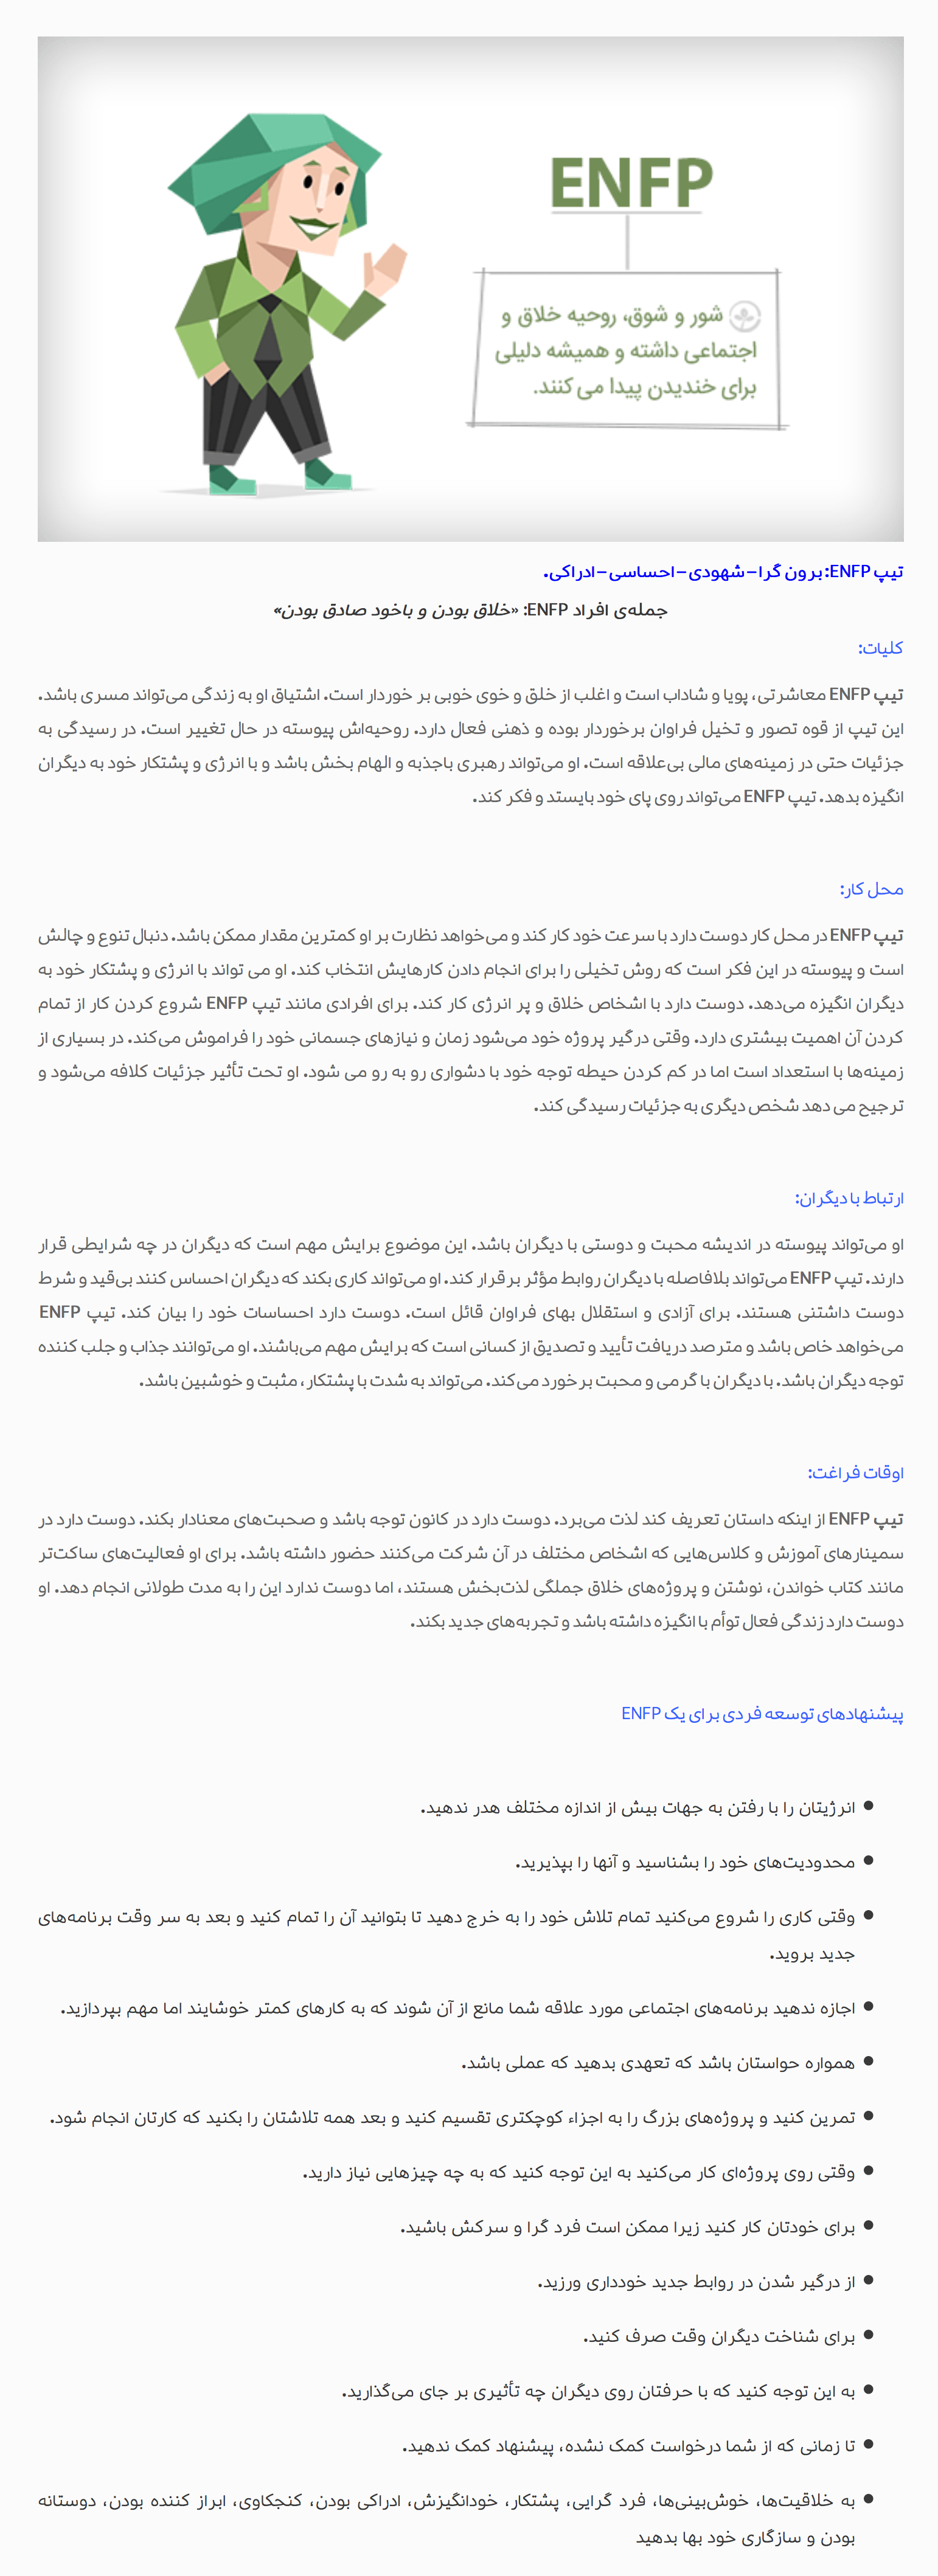 ENFP
شور و شوق، روحیه خلاق و
اجتماعی داشته و همیشه دلیلی
برای خندیدن پیدا می کنند.
تیپ ENFP: برون گرا-شهودی-احساسی-ادراکی.
جمله‌ی افراد ENFP: «خلاق بودن و باخود صادق بودن»
کلیات:
تیپ ENFP معاشرتی، پویا و شاداب است و اغلب از خلق و خوی خوبی بر خوردار است. اشتیاق او به زندگی می‌تواند مسری باشد.
این تیپ از قوه تصور و تخیل فراوان برخوردار بوده و ذهنی فعال دارد. روحیه‌اش پیوسته در حال تغییر است. در رسیدگی به
جزئیات حتی در زمینه‌های مالی بی‌علاقه است. او می‌تواند رهبری باجذبه و الهام بخش باشد و با انرژی و پشتکار خود به دیگران
انگیزه بدهد. تیپ ENFP می‌تواند روی پای خود بایستد و فکر کند.
محل کار:
تیپ ENFP در محل کار دوست دارد با سرعت خود کار کند و می‌خواهد نظارت بر او کمترین مقدار ممکن باشد. دنبال تنوع و چالش
است و پیوسته در این فکر است که روش تخیلی را برای انجام دادن کارهایش انتخاب کند. او می تواند با انرژی و پشتکار خود به
دیگران انگیزه می‌دهد. دوست دارد با اشخاص خلاق و پر انرژی کار کند. برای افرادی مانند تیپ ENFP شروع کردن کار از تمام
کردن آن اهمیت بیشتری دارد. وقتی درگیر پروژه خود می‌شود زمان و نیازهای جسمانی خود را فراموش می‌کند. در بسیاری از
زمینه‌ها با استعداد است اما در کم کردن حیطه توجه خود با دشواری رو به رو می شود. او تحت تأثیر جزئیات کلافه می‌شود و
ترجیح می دهد شخص دیگری به جزئیات رسیدگی کند.
ارتباط با دیگران:
او می‌تواند پیوسته در اندیشه محبت و دوستی با دیگران باشد. این موضوع برایش مهم است که دیگران در چه شرایطی قرار
دارند. تیپ ENFP می‌تواند بلافاصله با دیگران روابط مؤثر برقرار کند. او می‌تواند کاری بکند که دیگران احساس کنند بی‌قید و شرط
دوست داشتنی هستند. برای آزادی و استقلال بهای فراوان قائل است. دوست دارد احساسات خود را بیان کند. تیپ ENFP
می‌خواهد خاص باشد و مترصد دریافت تأیید و تصدیق از کسانی است که برایش مهم می‌باشند. او می‌توانند جذاب و جلب کننده
توجه دیگران باشد. با دیگران با گرمی و محبت برخورد می‌کند. می‌تواند به شدت با پشتکار، مثبت و خوشبین باشد.
اوقات فراغت:
تیپ ENFP از اینکه داستان تعریف کند لذت می‌برد. دوست دارد در کانون توجه باشد و صحبت‌های معنادار بکند. دوست دارد در
سمینارهای آموزش و کلاس‌هایی که اشخاص مختلف در آن شرکت می‌کنند حضور داشته باشد. برای او فعالیت‌های ساکت‌تر
مانند کتاب خواندن، نوشتن و پروژه‌های خلاق جملگی لذت‌بخش هستند، اما دوست ندارد این را به مدت طولانی انجام دهد. او
دوست دارد زندگی فعال توأم با انگیزه داشته باشد و تجربه‌های جدید بکند.
پیشنهادهای توسعه فردی برای یک ENFP
● انرژیتان را با رفتن به جهات بیش از اندازه مختلف هدر ندهید.
● محدودیت‌های خود را بشناسید و آنها را بپذیرید.
● وقتی کاری را شروع می‌کنید تمام تلاش خود را به خرج دهید تا بتوانید آن را تمام کنید و بعد به سر وقت برنامه‌های
جدید بروید.
● اجازه ندهید برنامه‌های اجتماعی مورد علاقه شما مانع از آن شوند که به کارهای کمتر خوشایند اما مهم بپردازید.
● همواره حواستان باشد که تعهدی بدهید که عملی باشد.
● تمرین کنید و پروژه‌های بزرگ را به اجزاء کوچکتری تقسیم کنید و بعد همه تلاشتان را بکنید که کارتان انجام شود.
● وقتی روی پروژه‌ای کار می‌کنید به این توجه کنید که به چه چیزهایی نیاز دارید.
● برای خودتان کار کنید زیرا ممکن است فرد گرا و سرکش باشید.
● از درگیر شدن در روابط جدید خودداری ورزید.
● برای شناخت دیگران وقت صرف کنید.
● به این توجه کنید که با حرفتان روی دیگران چه تأثیری بر جای می‌گذارید.
● تا زمانی که از شما درخواست کمک نشده، پیشنهاد کمک ندهید.
● به خلاقیت‌ها، خوش‌بینی‌ها، فرد گرایی، پشتکار، خودانگیزش، ادراکی بودن، کنجکاوی، ابراز کننده بودن، دوستانه
بودن و سازگاری خود بها بدهید